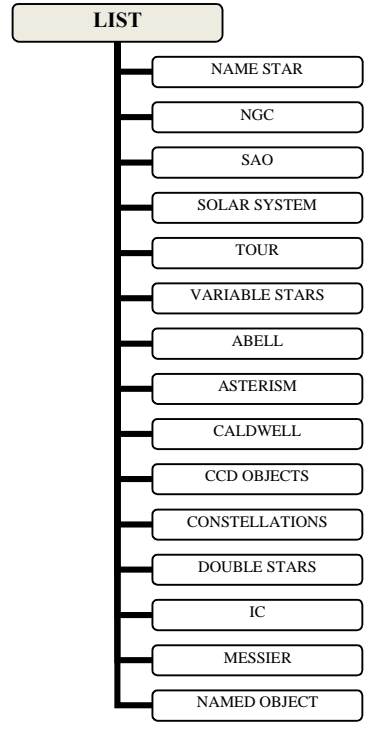 LIST
NAME STAR
NGC
SAO
SOLAR SYSTEM
TOUR
VARIABLE STARS
ABELL
ASTERISM
CALDWELL
CCD OBJECTS
CONSTELLATIONS
DOUBLE STARS
IC
MESSIER
NAMED OBJECT